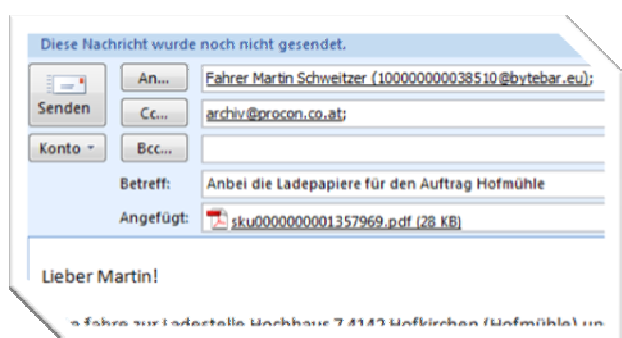 Diese Nachricht wurde noch nicht gesendet.
An... Fahrer Martin Schweitzer (100000000038510@bytebar.eu);
Senden Cc... archiv@procon.co.at;
Konto Bcc...
Betreff: Anbei die Ladepapiere für den Auftrag Hofmühle
Angefügt: sku0000000001357969.pdf (28 KB)
Lieber Martin!
fahre zur Ladestelle Hochhaus 7 4142 Hofkirchen (Hofmühle) un